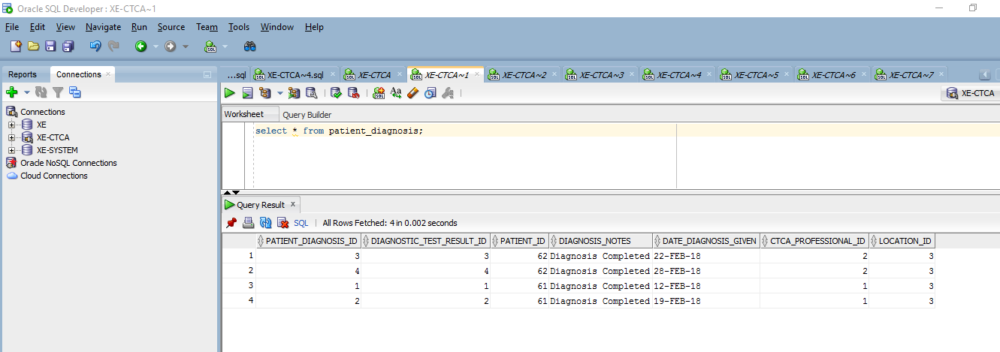 Oracle SQL Developer : XE-CTCA~1
File Edit View Navigate Run Source Team Tools Window Help
Reports Connections
...sql XE-CTCA~4.sql XE-CTCA XE-CTCA~1 XE-CTCA~2 XE-CTCA~3 XE-CTCA~4 XE-CTCA~5 XE-CTCA~6 XE-CTCA~7
XE-CTCA
Connections
XE
XE-CTCA
XE-SYSTEM
Oracle NoSQL Connections
Cloud Connections
Worksheet Query Builder
select * from patient_diagnosis;
Query Result x
SQL | All Rows Fetched: 4 in 0.002 seconds
PATIENT_DIAGNOSIS_ID DIAGNOSTIC_TEST_RESULT_ID PATIENT_ID DIAGNOSIS_NOTES DATE_DIAGNOSIS_GIVEN CTCA_PROFESSIONAL_ID LOCATION_ID
1 3 3 62 Diagnosis Completed 22-FEB-18 2 3
2 4 4 62 Diagnosis Completed 28-FEB-18 2 3
3 1 1 61 Diagnosis Completed 12-FEB-18 1 3
4 2 2 61 Diagnosis Completed 19-FEB-18 1 3